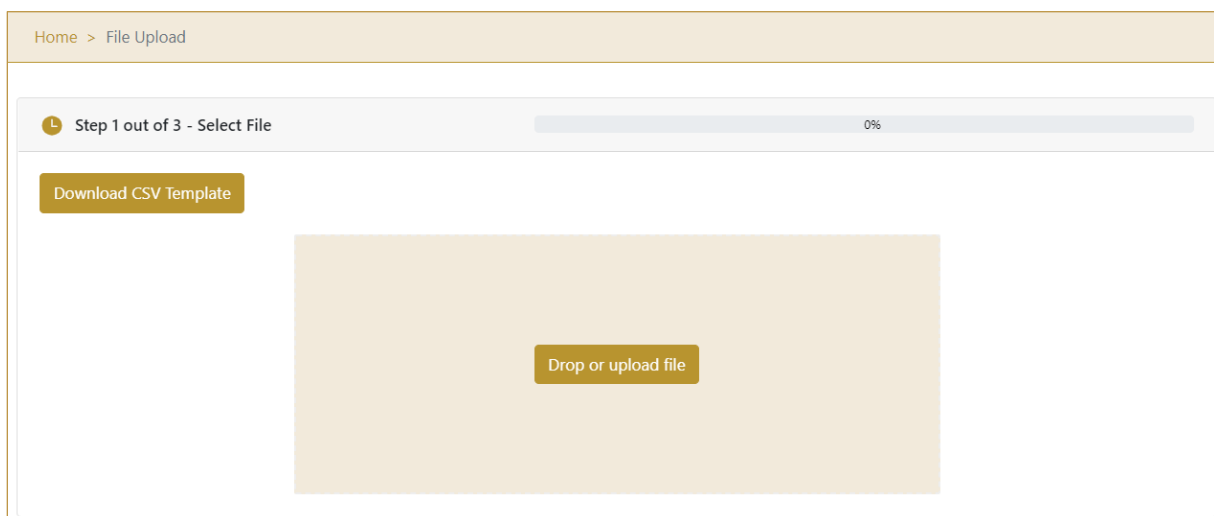 Home > File Upload
Step 1 out of 3 - Select File
0%
Download CSV Template
Drop or upload file